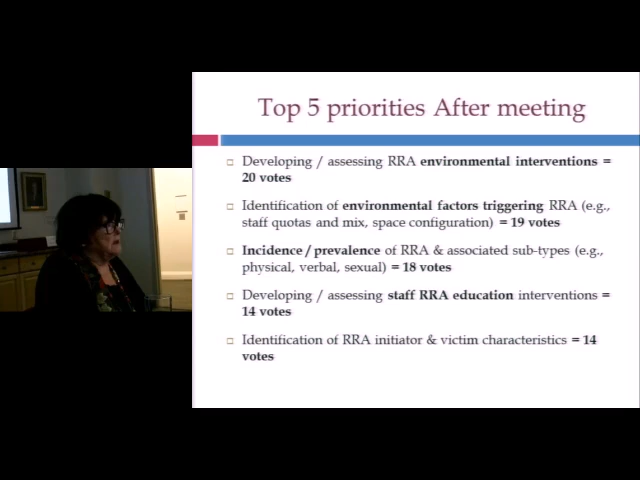 Top 5 priorities After meeting
Developing / assessing RRA environmental interventions =
20 votes
Identification of environmental factors triggering RRA (e.g.,
staff quotas and mix, space configuration) = 19 votes
Incidence / prevalence of RRA & associated sub-types (e.g.,
physical, verbal, sexual) = 18 votes
Developing / assessing staff RRA education interventions =
14 votes
Identification of RRA initiator & victim characteristics = 14
votes